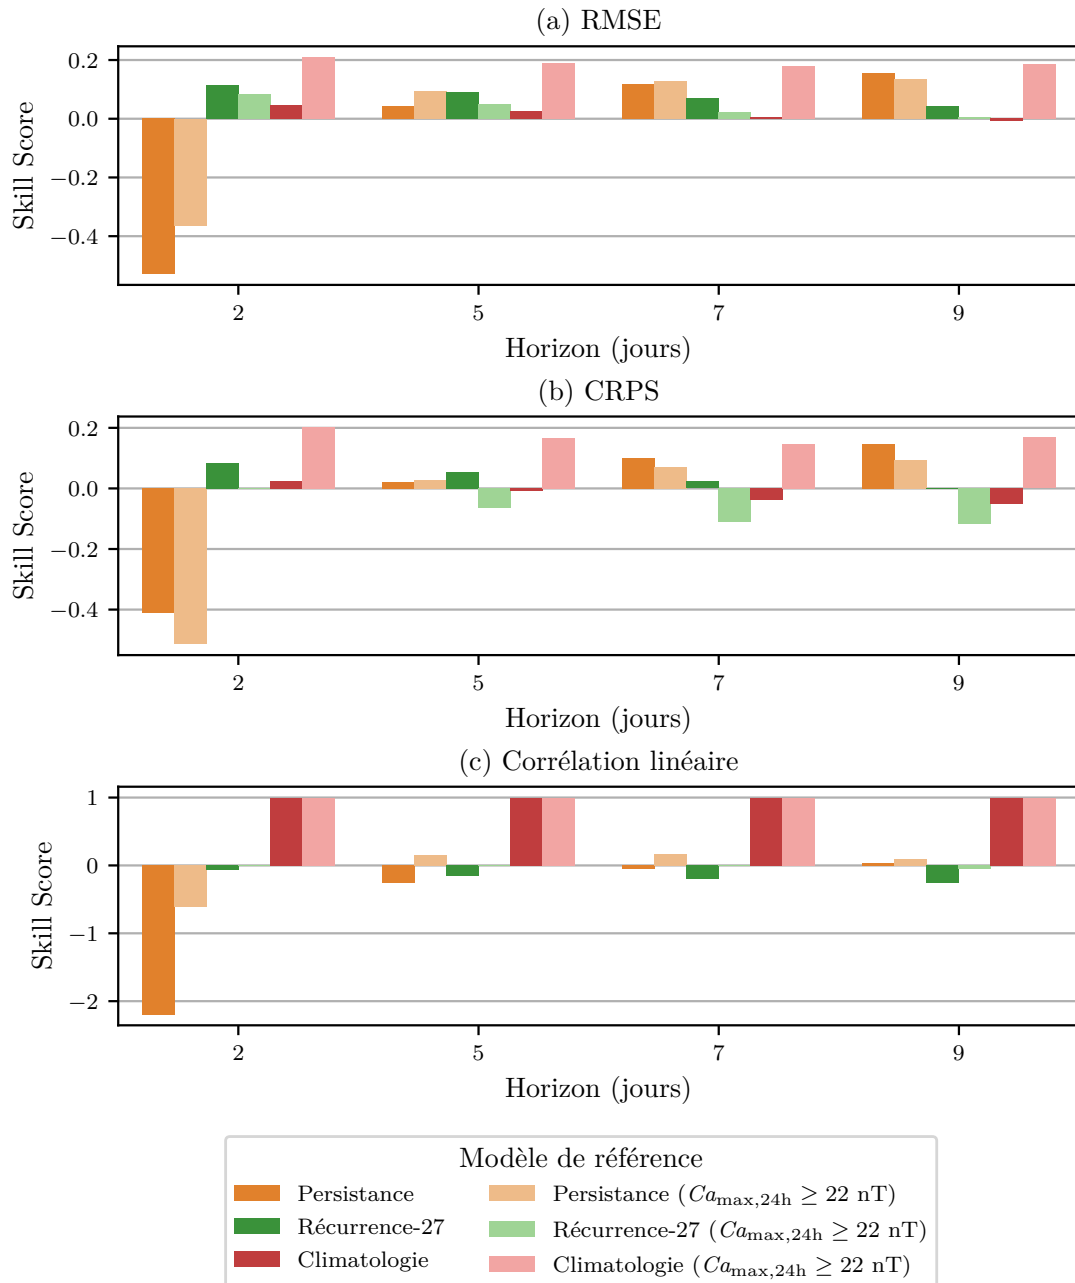 (a) RMSE
0.2
0.0
−0.2
−0.4
Skill Score
2 5 7 9
Horizon (jours)
(b) CRPS
0.2
0.0
−0.2
−0.4
Skill Score
2 5 7 9
Horizon (jours)
(c) Corrélation linéaire
1
0
−1
−2
Skill Score
2 5 7 9
Horizon (jours)
Modèle de référence
Persistance
Récurrence-27
Climatologie
Persistance (Camax,24h ≥ 22 nT)
Récurrence-27 (Camax,24h ≥ 22 nT)
Climatologie (Camax,24h ≥ 22 nT)